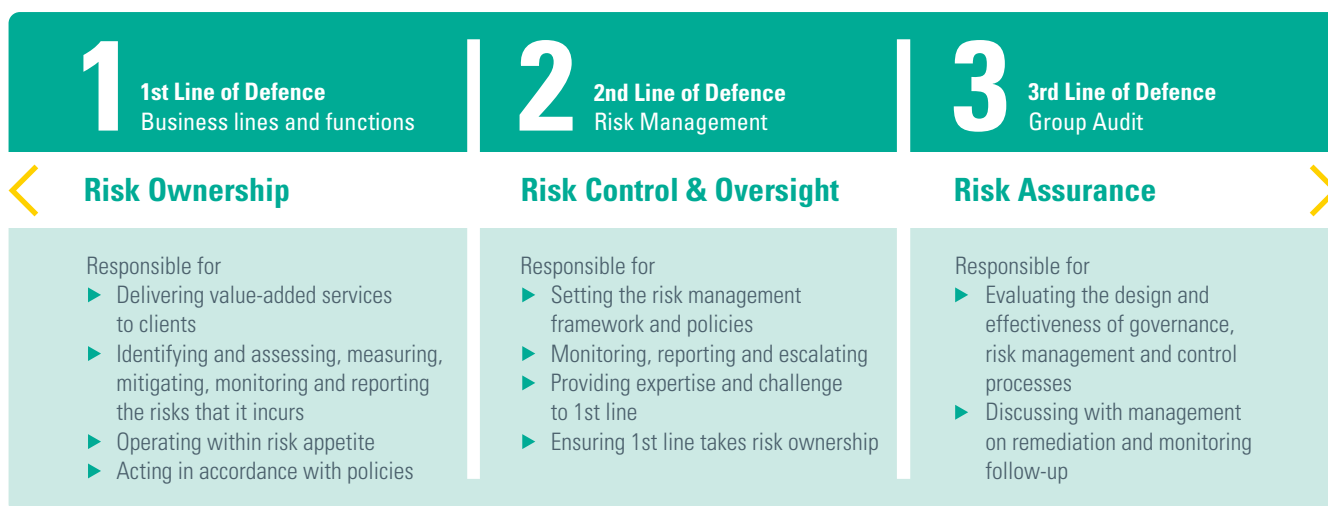 1
1st Line of Defence
Business lines and functions
Risk Ownership
Responsible for
Delivering value-added services
to clients
Identifying and assessing, measuring,
mitigating, monitoring and reporting
the risks that it incurs
Operating within risk appetite
Acting in accordance with policies
2
2nd Line of Defence
Risk Management
Risk Control & Oversight
Responsible for
Setting the risk management
framework and policies
Monitoring, reporting and escalating
Providing expertise and challenge
to 1st line
Ensuring 1st line takes risk ownership
3
3rd Line of Defence
Group Audit
Risk Assurance
Responsible for
Evaluating the design and
effectiveness of governance,
risk management and control
processes
Discussing with management
on remediation and monitoring
follow-up